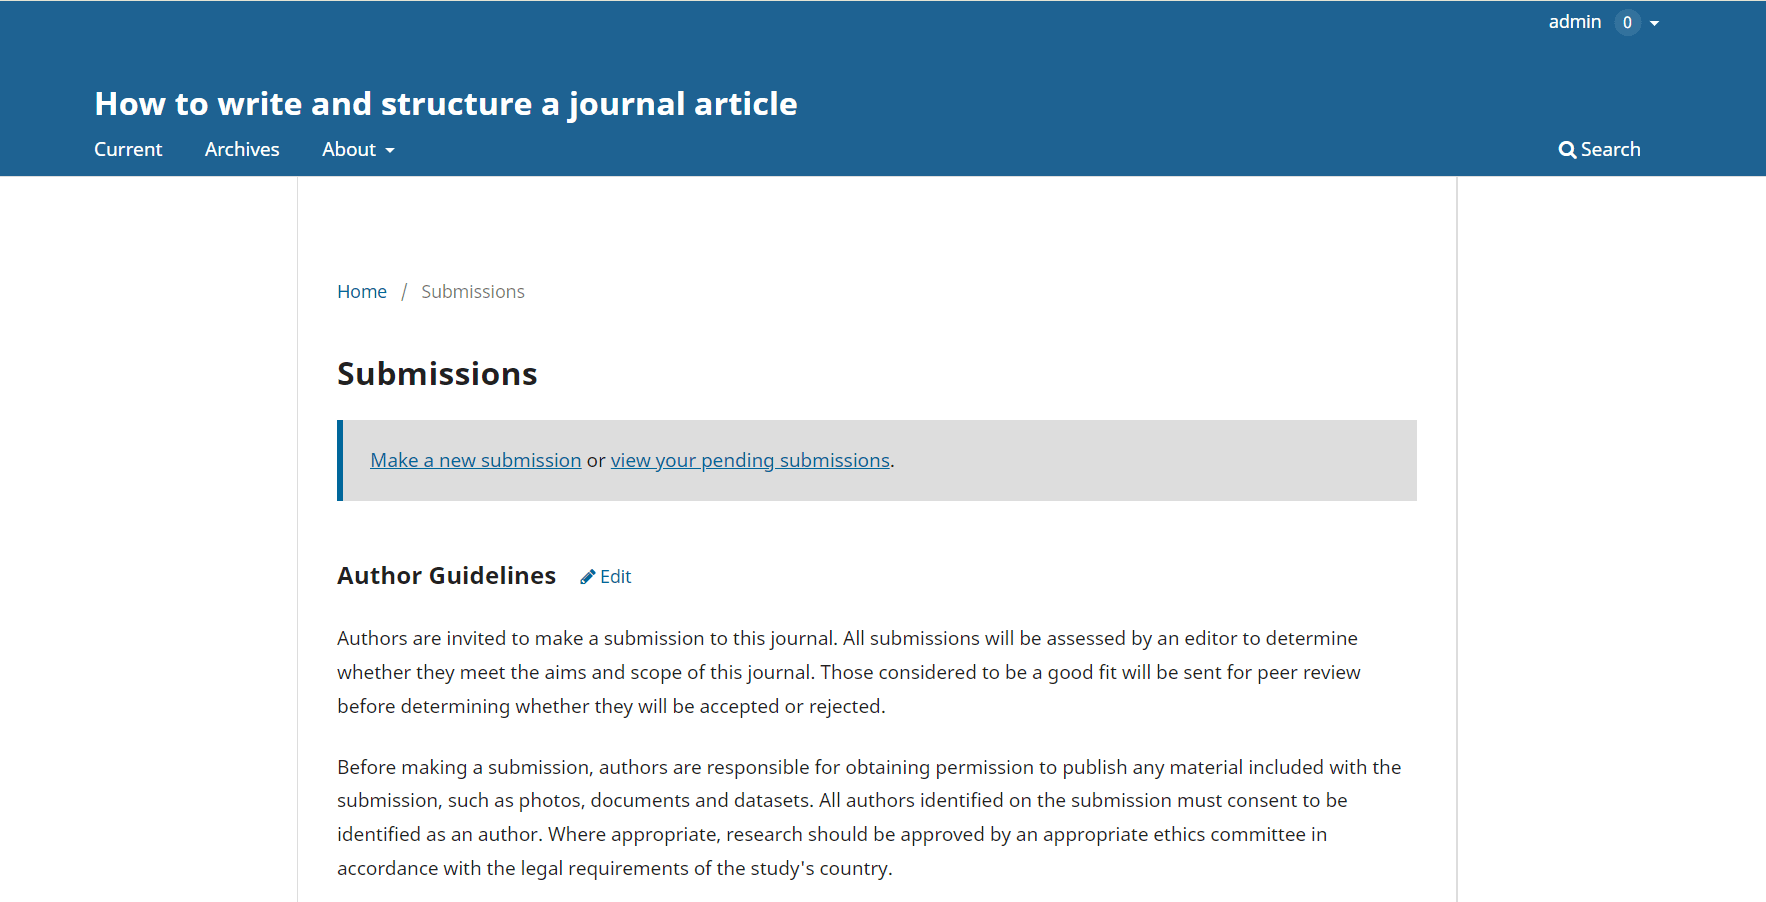 admin 0
How to write and structure a journal article
Current Archives About Search
Home / Submissions
Submissions
Make a new submission or view your pending submissions.
Author Guidelines Edit
Authors are invited to make a submission to this journal. All submissions will be assessed by an editor to determine
whether they meet the aims and scope of this journal. Those considered to be a good fit will be sent for peer review
before determining whether they will be accepted or rejected.
Before making a submission, authors are responsible for obtaining permission to publish any material included with the
submission, such as photos, documents and datasets. All authors identified on the submission must consent to be
identified as an author. Where appropriate, research should be approved by an appropriate ethics committee in
accordance with the legal requirements of the study's country.